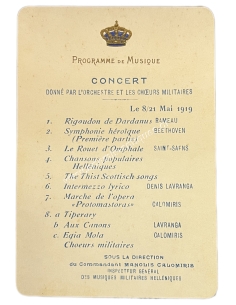 PROGRAMME DE MUSIQUE
CONCERT
DONNÉ PAR L'ORCHESTRE ET LES CHŒURS MILITAIRES
Le 8/21 Mai 1919
1. Rigaudon de Dardanus RAMEAU
2. Symphonie héroïque BEETHOVEN
(Première partie)
3. Le Rouet d'Omphale SAINT-SAËNS
4. Chansons populaires
Helléniques
5. The Thist Scottisch songs
6. Intermezzo lyrico DENIS LAVRANGA
7. Marche de l'opera
«Protomastoras» CALOMIRIS
8. a Tiperary
b Aux Canons LAVRANGA
c Egia Mola CALOMIRIS
Choeurs militaires
SOUS LA DIRECTION
du Commandant MANOLIS CALOMIRIS
INSPECTEUR GÉNÉRAL
DES MUSIQUES MILITAIRES HELLÉNIQUES